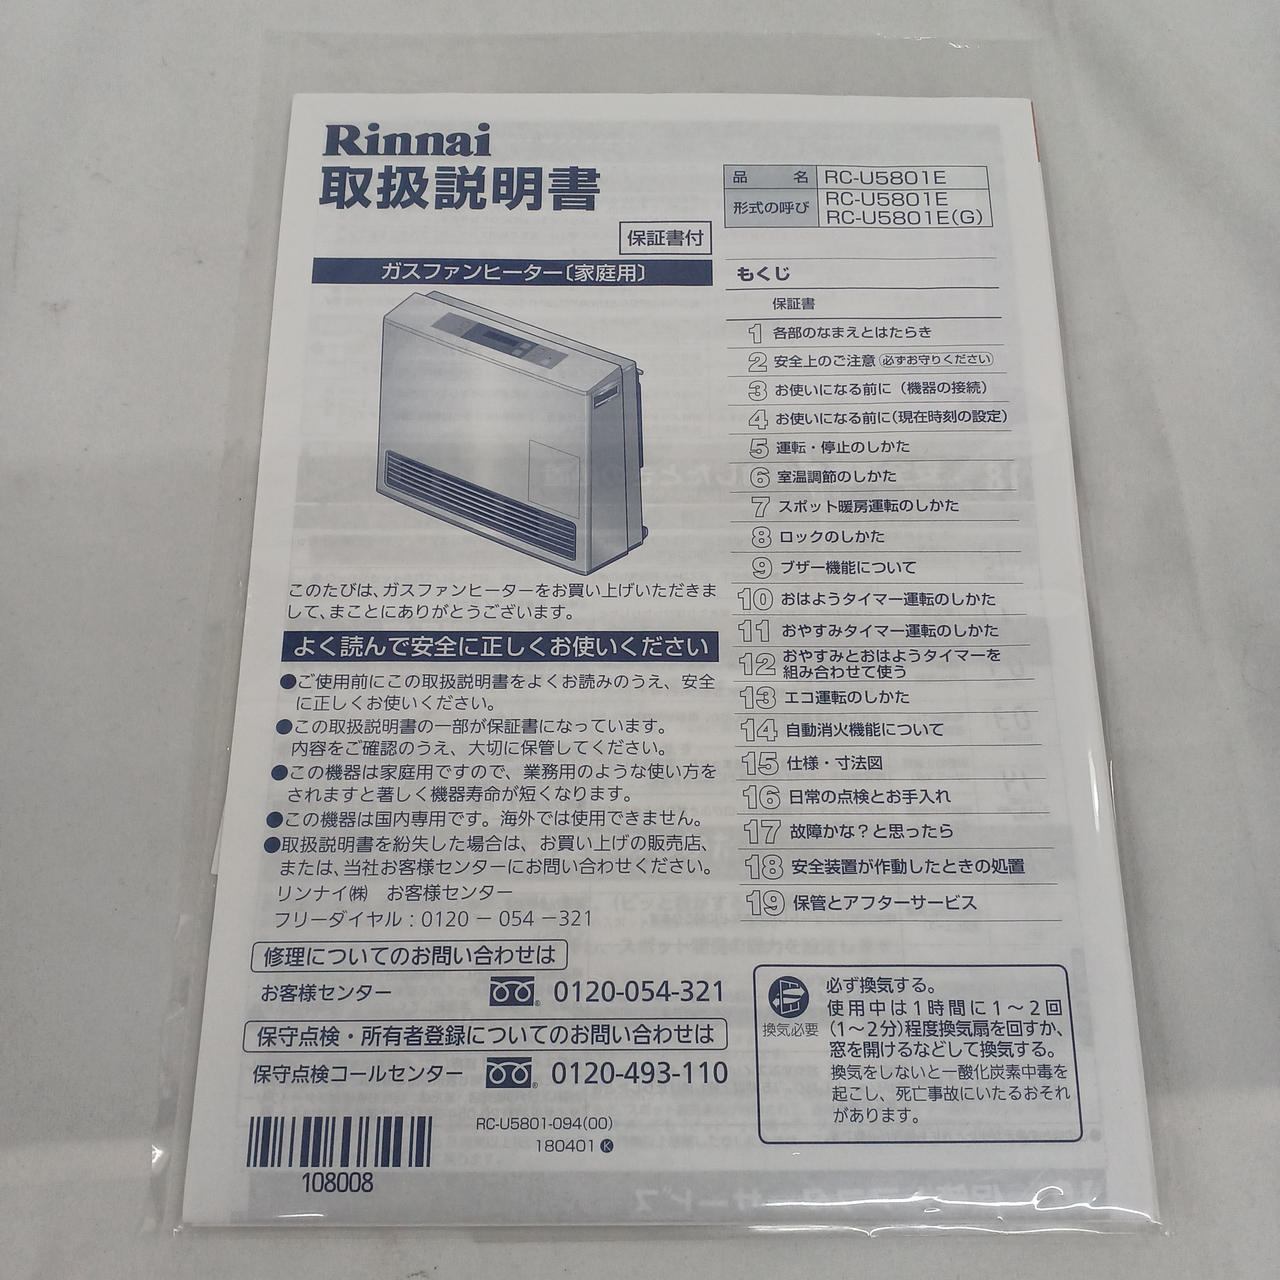 Rinnai
取扱説明書
保証書付
ガスファンヒーター〔家庭用〕
品 名 RC-U5801E
形式の呼び RC-U5801E
RC-U5801E(G)
このたびは、ガスファンヒーターをお買い上げいただきま
して、まことにありがとうございます。
よく読んで安全に正しくお使いください
●ご使用前にこの取扱説明書をよくお読みのうえ、安全
に正しくお使いください。
●この取扱説明書の一部が保証書になっています。
内容をご確認のうえ、大切に保管してください。
●この機器は家庭用ですので、業務用のような使い方を
されますと著しく機器寿命が短くなります。
●この機器は国内専用です。海外では使用できません。
●取扱説明書を紛失した場合は、お買い上げの販売店、
または、当社お客様センターにお問い合わせください。
リンナイ㈱ お客様センター
フリーダイヤル：0120－054－321
修理についてのお問い合わせは
お客様センター 0120-054-321
保守点検・所有者登録についてのお問い合わせは
保守点検コールセンター 0120-493-110
108008
RC-U5801-094(00)
180401 K
もくじ
保証書
1 各部のなまえとはたらき
2 安全上のご注意 必ずお守りください
3 お使いになる前に（機器の接続）
4 お使いになる前に（現在時刻の設定）
5 運転・停止のしかた
6 室温調節のしかた
7 スポット暖房運転のしかた
8 ロックのしかた
9 ブザー機能について
10 おはようタイマー運転のしかた
11 おやすみタイマー運転のしかた
12 おやすみとおはようタイマーを
組み合わせて使う
13 エコ運転のしかた
14 自動消火機能について
15 仕様・寸法図
16 日常の点検とお手入れ
17 故障かな？と思ったら
18 安全装置が作動したときの処置
19 保管とアフターサービス
換気必要
必ず換気する。
使用中は1時間に1～2回
(1～2分)程度換気扇を回すか、
窓を開けるなどして換気する。
換気をしないと一酸化炭素中毒を
起こし、死亡事故にいたるおそれ
があります。